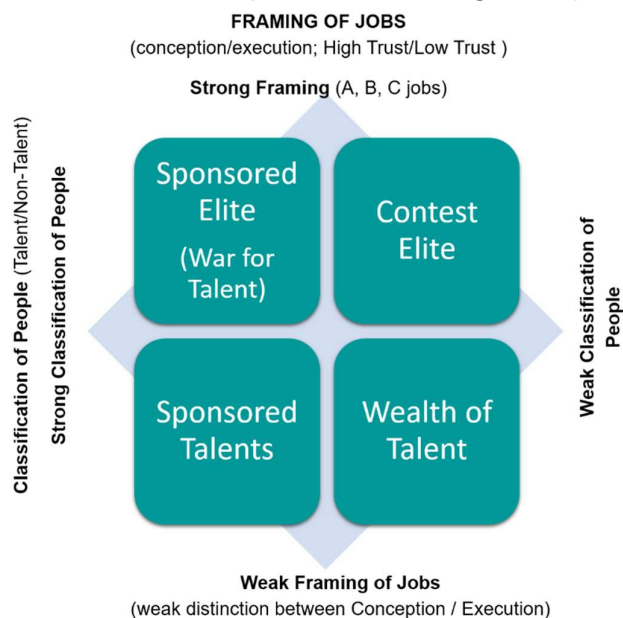 FRAMING OF JOBS
(conception/execution; High Trust/Low Trust )
Strong Framing (A, B, C jobs)
Classification of People (Talent/Non-Talent)
Strong Classification of People
Sponsored
Elite
(War for
Talent)
Contest
Elite
Weak Classification of
People
Sponsored
Talents
Wealth of
Talent
Weak Framing of Jobs
(weak distinction between Conception / Execution)